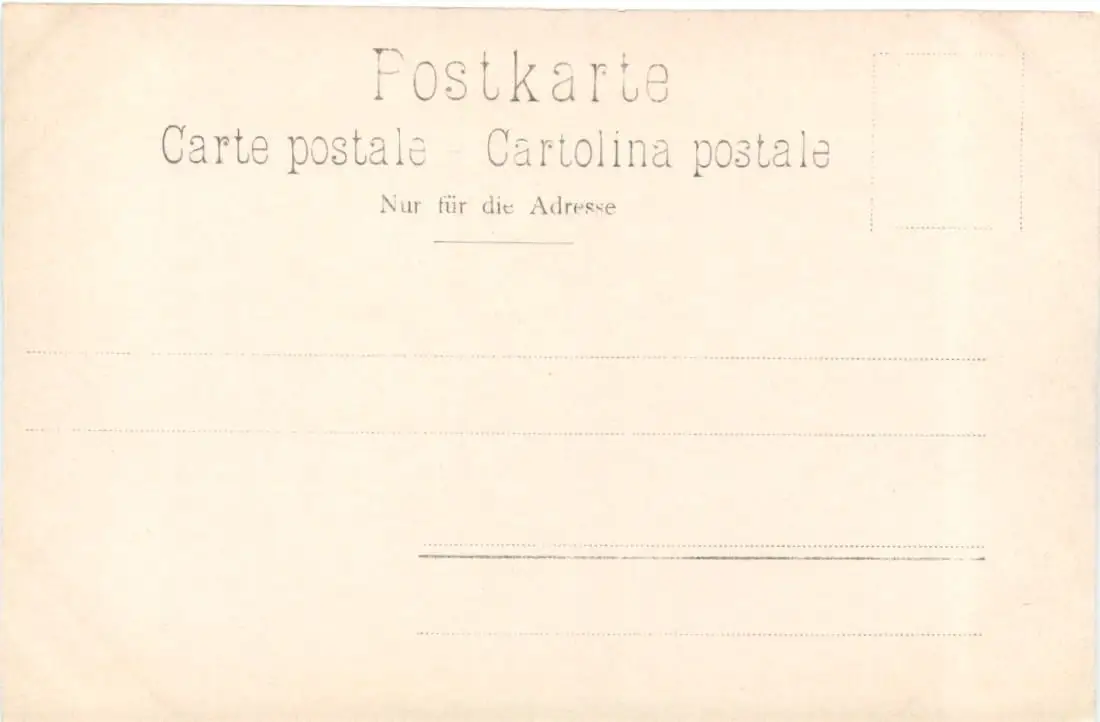 Postkarte
Carte postale – Cartolina postale
Nur für die Adresse